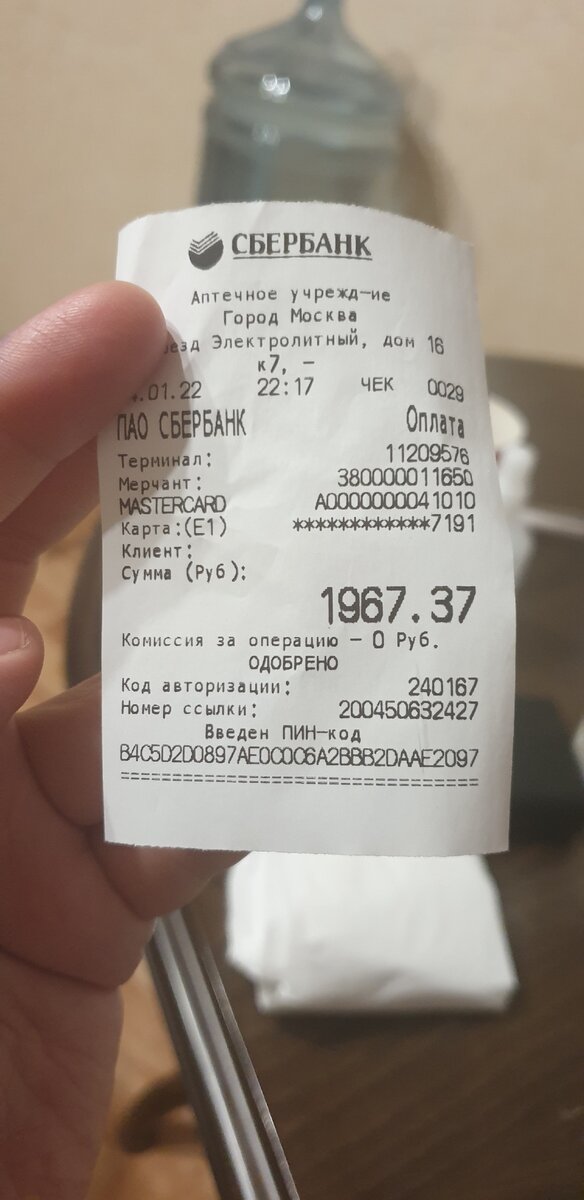 СБЕРБАНК
Аптечное учрежд-ие
Город Москва
Электролитный, дом 16
к7, -
.01.22 22:17 ЧЕК 0029
ПАО СБЕРБАНК Оплата
Терминал: 11209576
Мерчант: 380000011650
MASTERCARD A0000000041010
Карта:(E1) ************7191
Клиент:
Сумма (Руб):
1967.37
Комиссия за операцию - 0 Руб.
ОДОБРЕНО
Код авторизации: 240167
Номер ссылки: 200450632427
Введен ПИН-код
B4C5D2D0897AE0C0C6A2BBB2DAAE2097
================================